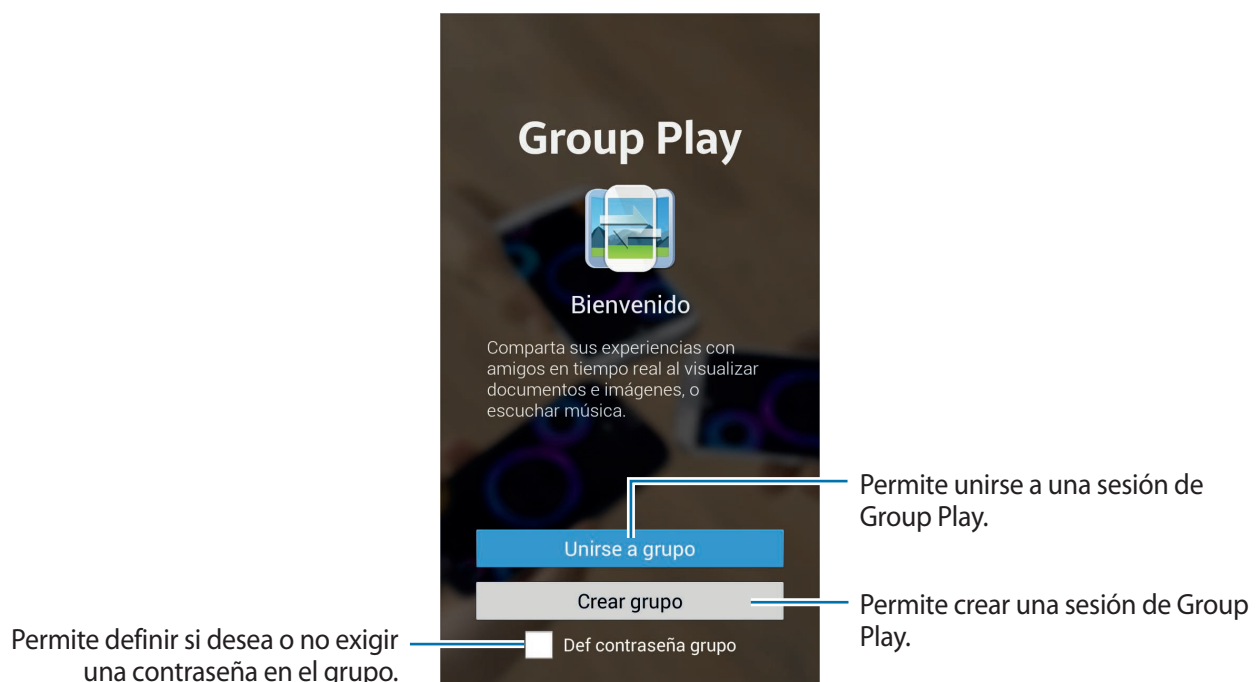 Group Play
Bienvenido
Comparta sus experiencias con
amigos en tiempo real al visualizar
documentos e imágenes, o
escuchar música.
Permite unirse a una sesión de
Group Play.
Unirse a grupo
Crear grupo
Permite crear una sesión de Group
Play.
Permite definir si desea o no exigir
una contraseña en el grupo.
Def contraseña grupo